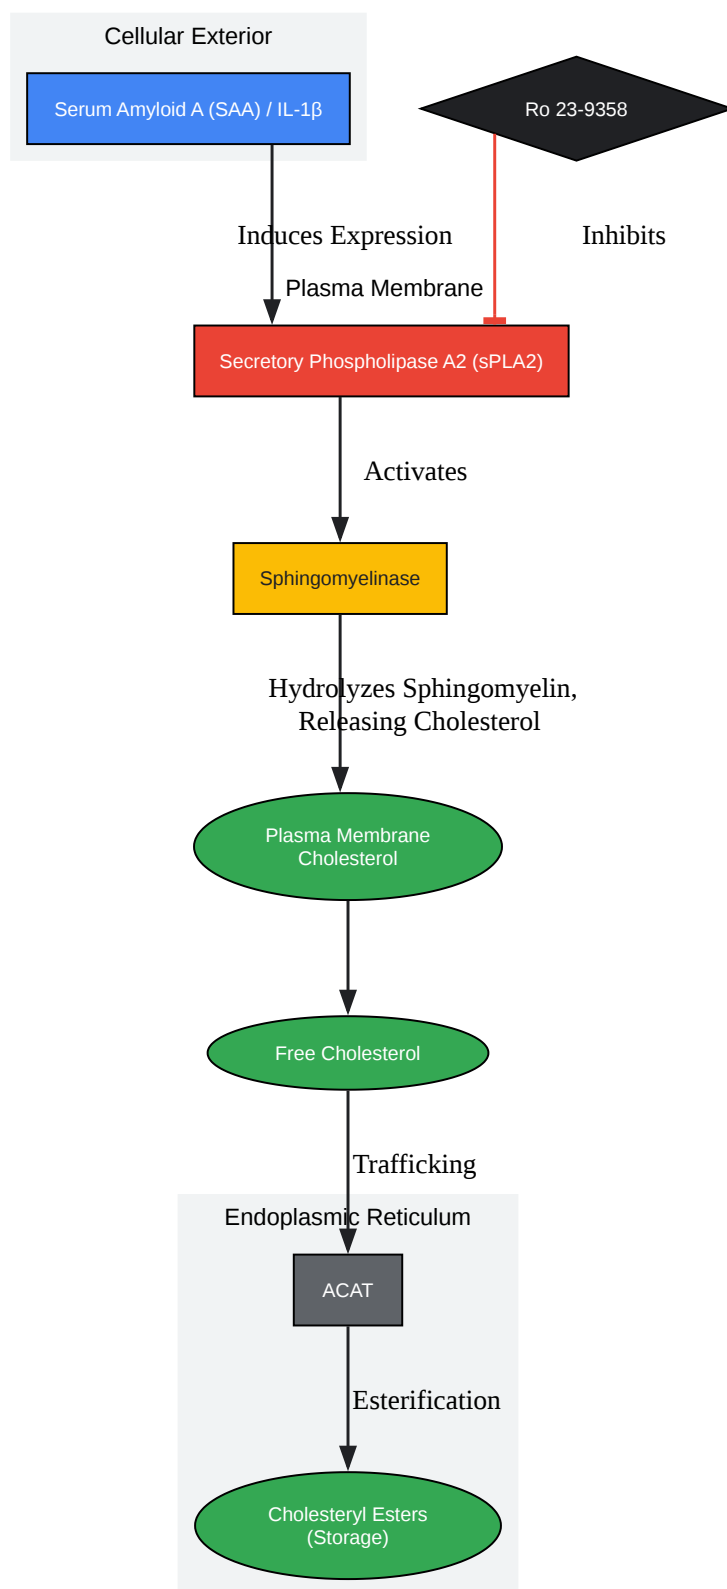 Cellular Exterior
Serum Amyloid A (SAA) / IL-1β
Ro 23-9358
Induces Expression
Inhibits
Plasma Membrane
Secretory Phospholipase A2 (sPLA2)
Activates
Sphingomyelinase
Hydrolyzes Sphingomyelin,
Releasing Cholesterol
Plasma Membrane
Cholesterol
Free Cholesterol
Trafficking
Endoplasmic Reticulum
ACAT
Esterification
Cholesteryl Esters
(Storage)